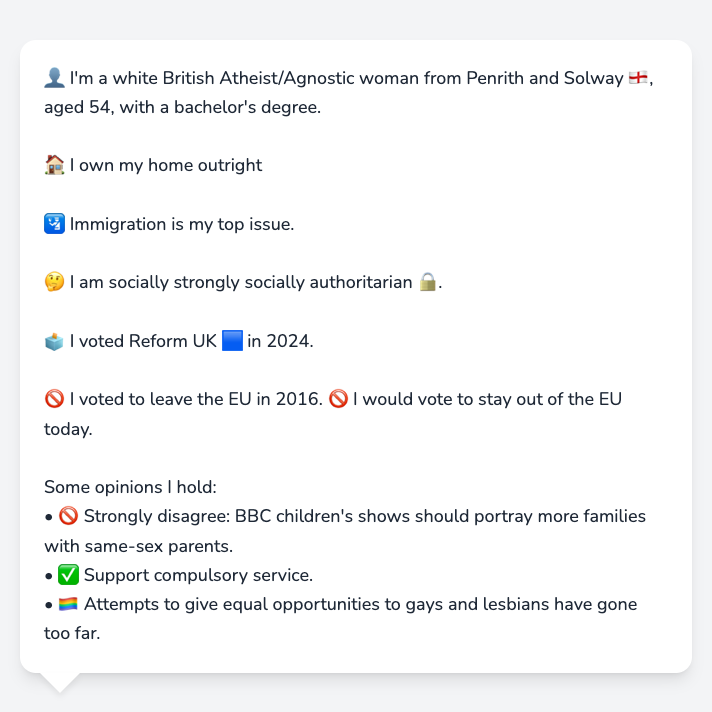 👤 I'm a white British Atheist/Agnostic woman from Penrith and Solway 🏴󠁧󠁢󠁥󠁮󠁧󠁿,
aged 54, with a bachelor's degree.
🏠 I own my home outright
🛂 Immigration is my top issue.
🤔 I am socially strongly socially authoritarian 🔒.
🗳️ I voted Reform UK 🟦 in 2024.
🚫 I voted to leave the EU in 2016. 🚫 I would vote to stay out of the EU
today.
Some opinions I hold:
• 🚫 Strongly disagree: BBC children's shows should portray more families
with same-sex parents.
• ✅ Support compulsory service.
• 🏳️‍🌈 Attempts to give equal opportunities to gays and lesbians have gone
too far.